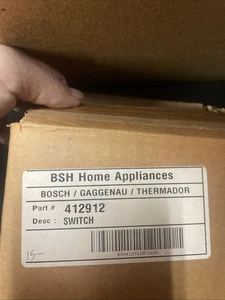 BSH Home Appliances
BOSCH / GAGGENAU / THERMADOR
Part # 412912
Desc : SWITCH